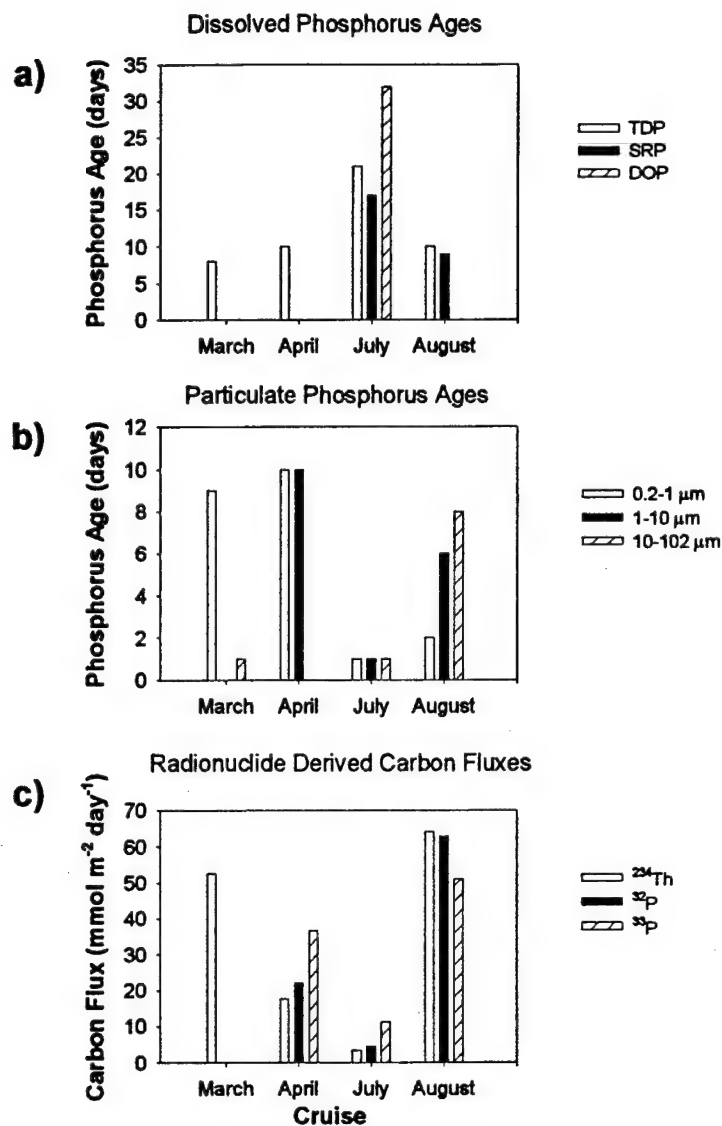 Dissolved Phosphorus Ages
a)
Phosphorus Age (days)
35
30
25
20
15
10
5
0
March April July August
TDP
SRP
DOP
Particulate Phosphorus Ages
b)
Phosphorus Age (days)
12
10
8
6
4
2
0
March April July August
0.2-1 µm
1-10 µm
10-102 µm
Radionuclide Derived Carbon Fluxes
c)
Carbon Flux (mmol m⁻² day⁻¹)
70
60
50
40
30
20
10
0
March April July August
Cruise
²³⁴Th
³²P
³³P